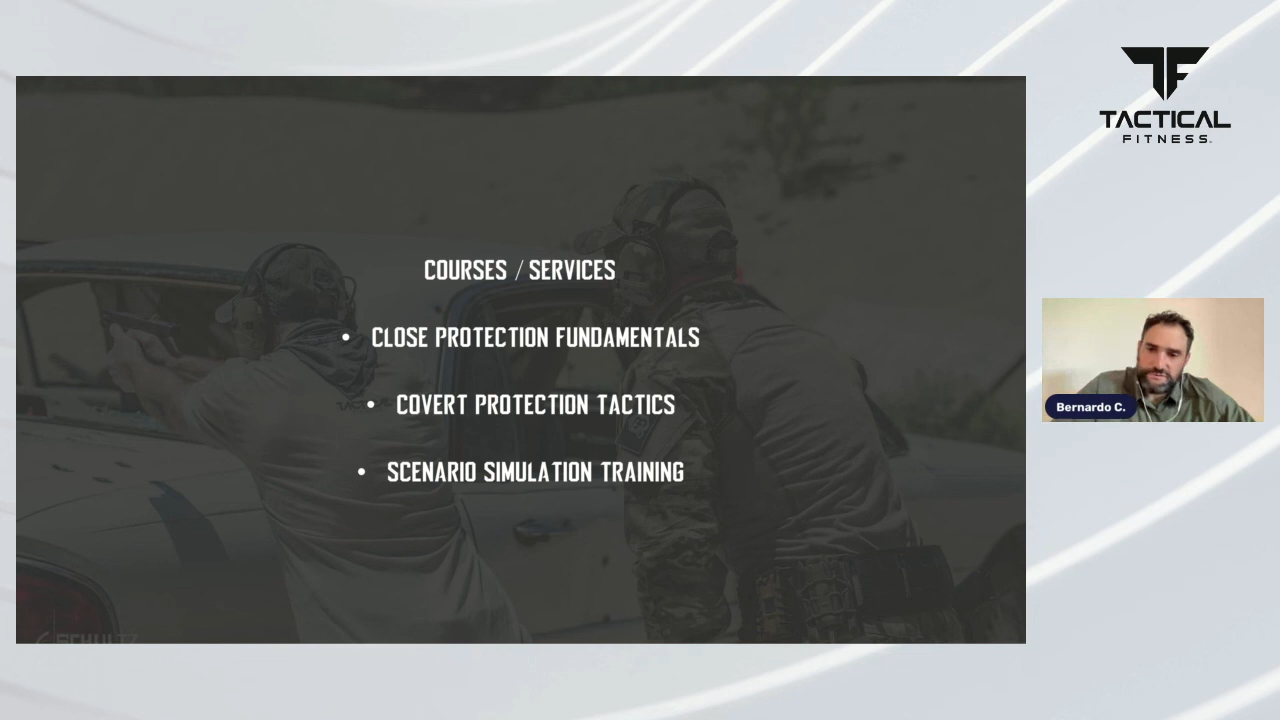 TACTICAL
FITNESS
COURSES / SERVICES
• CLOSE PROTECTION FUNDAMENTALS
• COVERT PROTECTION TACTICS
• SCENARIO SIMULATION TRAINING
Bernardo C.